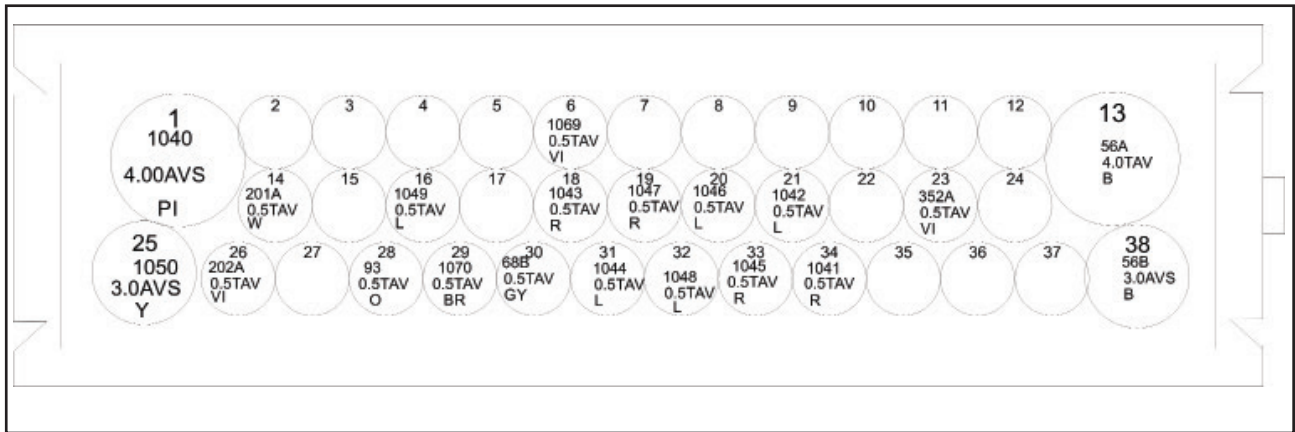 1
1040
4.00AVS
PI
2
3
4
5
6
1069
0.5TAV
VI
7
8
9
10
11
12
13
56A
4.0TAV
B
14
201A
0.5TAV
W
15
16
1049
0.5TAV
L
17
18
1043
0.5TAV
R
19
1047
0.5TAV
R
20
1046
0.5TAV
L
21
1042
0.5TAV
L
22
23
352A
0.5TAV
VI
24
25
1050
3.0AVS
Y
26
202A
0.5TAV
VI
27
28
93
0.5TAV
O
29
1070
0.5TAV
BR
30
68B
0.5TAV
GY
31
1044
0.5TAV
L
32
1048
0.5TAV
L
33
1045
0.5TAV
R
34
1041
0.5TAV
R
35
36
37
38
56B
3.0AVS
B